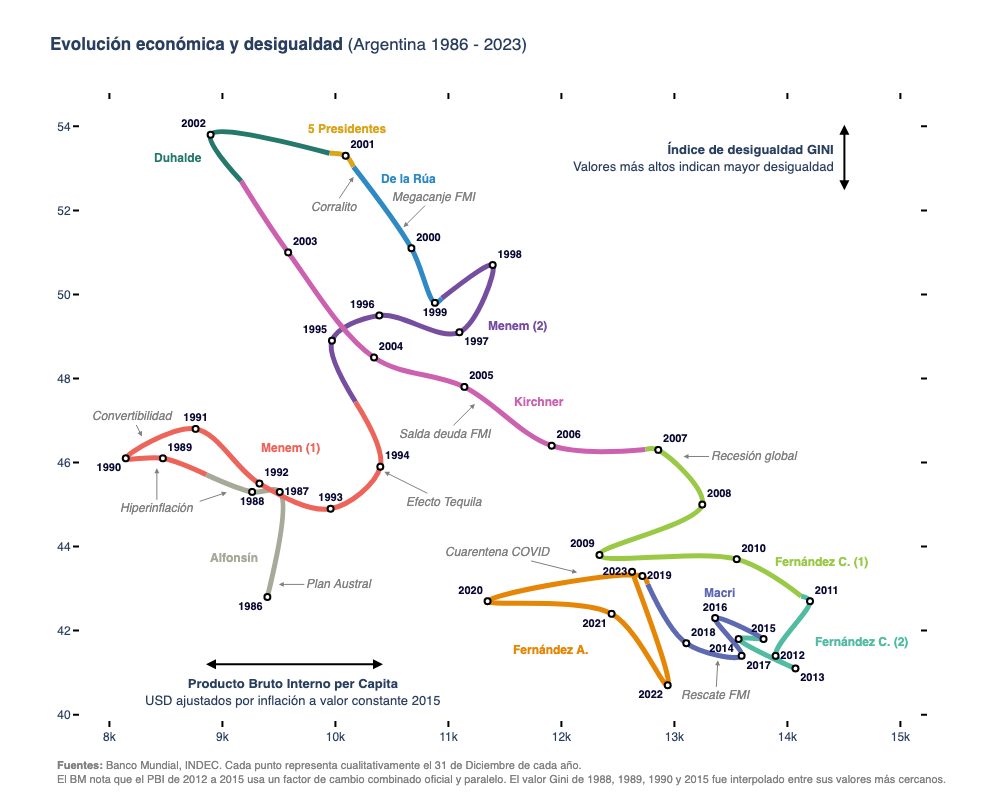 Evolución económica y desigualdad (Argentina 1986 - 2023)
54
52
50
48
46
44
42
40
8k
9k
10k
11k
12k
13k
14k
15k
Índice de desigualdad GINI
Valores más altos indican mayor desigualdad
Producto Bruto Interno per Capita
USD ajustados por inflación a valor constante 2015
2002
5 Presidentes
2001
Duhalde
De la Rúa
Megacanje FMI
Corralito
2000
2003
1998
1996
1999
1995
Menem (2)
1997
2004
2005
Kirchner
Salda deuda FMI
2006
2007
Recesión global
Convertibilidad
1991
1989
Menem (1)
1990
1992
1987
1988
1994
1993
Hiperinflación
Efecto Tequila
2008
Alfonsín
Plan Austral
1986
2009
2010
Cuarentena COVID
Fernández C. (1)
2023
2019
2020
2011
Macri
2016
2021
2018
2015
Fernández C. (2)
Fernández A.
2014
2012
2017
2013
2022
Rescate FMI
Fuentes: Banco Mundial, INDEC. Cada punto representa cualitativamente el 31 de Diciembre de cada año.
El BM nota que el PBI de 2012 a 2015 usa un factor de cambio combinado oficial y paralelo. El valor Gini de 1988, 1989, 1990 y 2015 fue interpolado entre sus valores más cercanos.